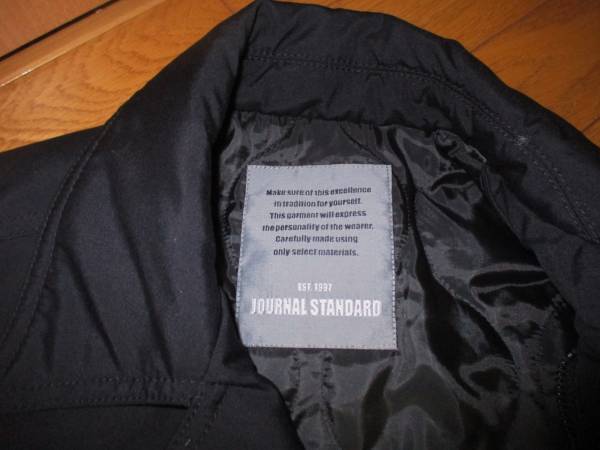 Make sure of this excellence
in tradition for yourself.
This garment will express
the personality of the wearer.
Carefully made using
only select materials.
EST. 1997
JOURNAL STANDARD